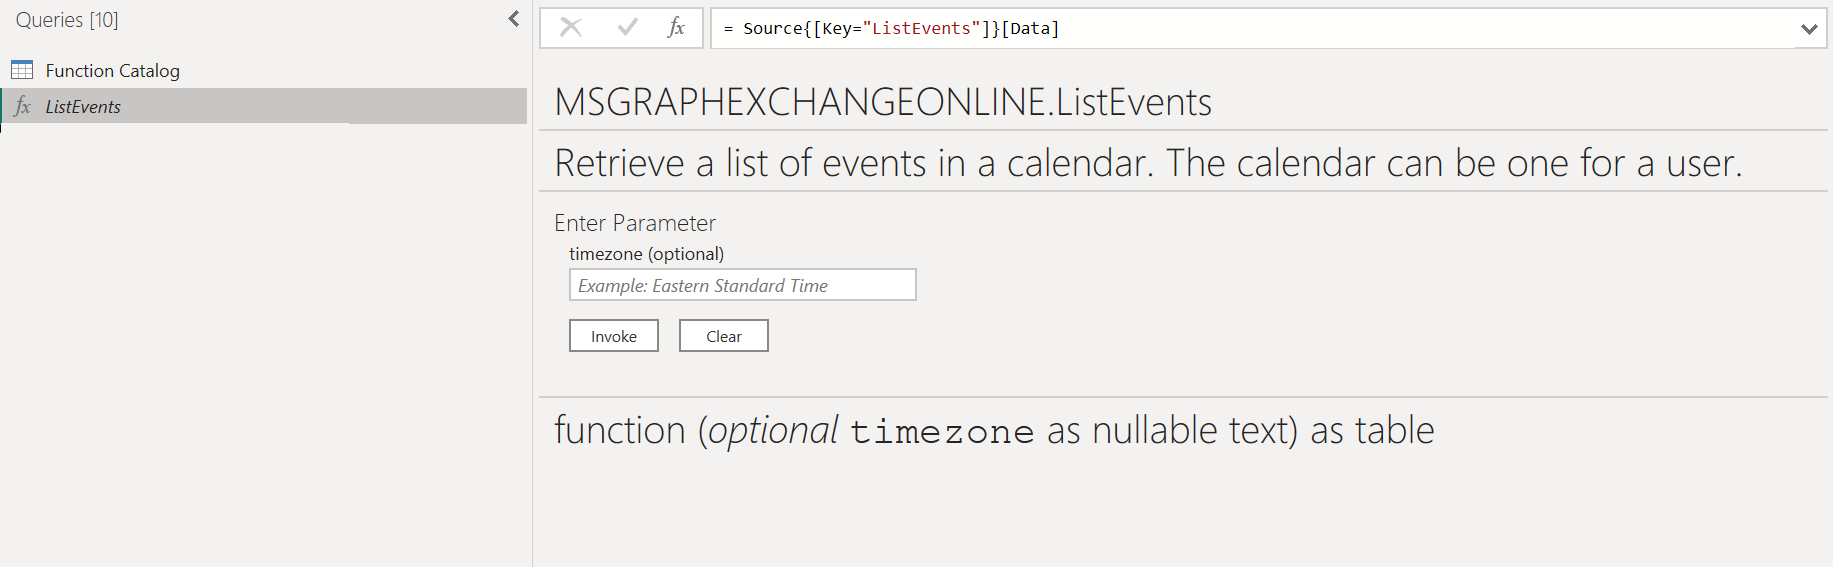 Queries [10]
Function Catalog
fx ListEvents
fx
= Source{[Key="ListEvents"]}[Data]
MSGRAPHEXCHANGEONLINE.ListEvents
Retrieve a list of events in a calendar. The calendar can be one for a user.
Enter Parameter
timezone (optional)
Example: Eastern Standard Time
Invoke
Clear
function (optional timezone as nullable text) as table